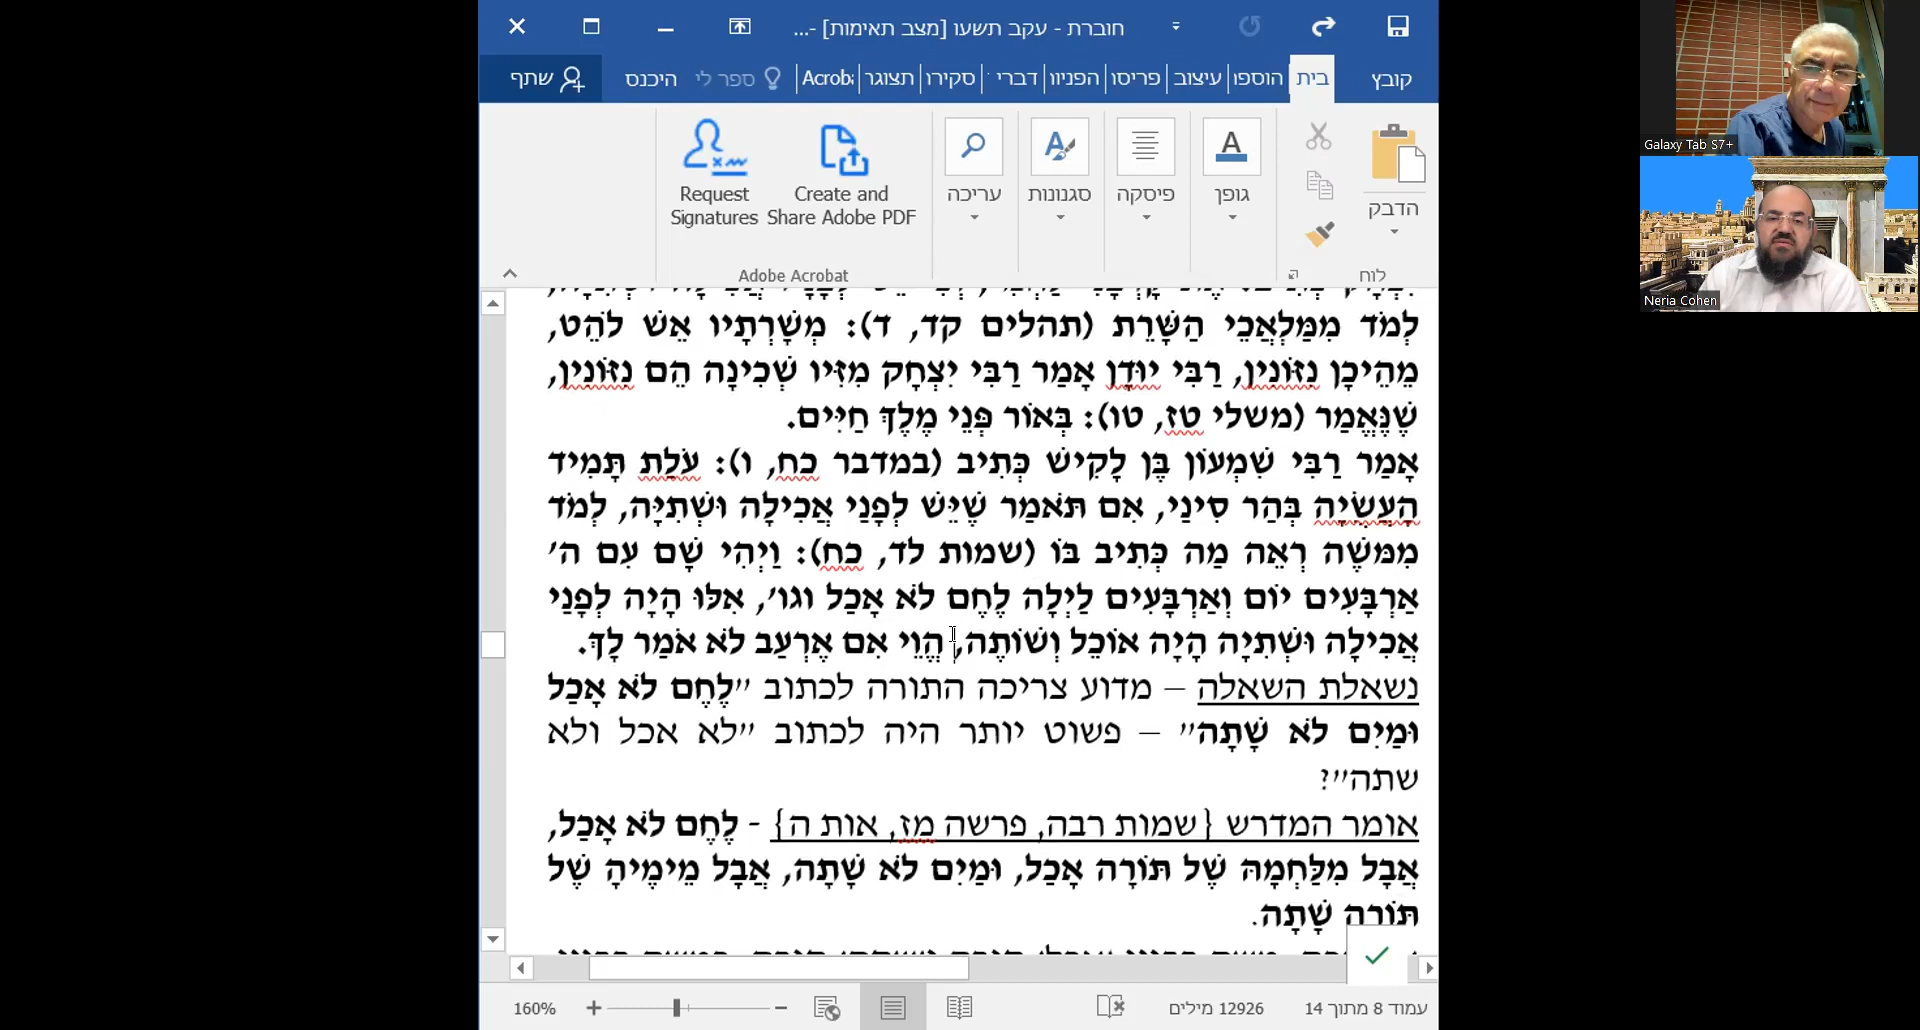 חוברת - עקב תשעו [מצב תאימות] -...
קובץ
בית
הוספו
עיצוב
פריסו
הפניוו
דברי
סקירו
תצוגר
Acrob
ספר לי
היכנס
שתף
הדבק
גופן
פיסקה
סגנונות
עריכה
Create and
Share Adobe PDF
Request
Signatures
לוח
Adobe Acrobat
לְמֹד מִמַּלְאֲכֵי הַשָּׁרֵת (תהלים קד, ד): מְשָׁרְתָיו אֵשׁ לֹהֵט,
מֵהֵיכָן נִזּוֹנִין, רַבִּי יוּדָן אָמַר רַבִּי יִצְחָק מִזִּיו שְׁכִינָה הֵם נִזּוֹנִין,
שֶׁנֶּאֱמַר (משלי טז, טו): בְּאוֹר פְּנֵי מֶלֶךְ חַיִּים.
אָמַר רַבִּי שִׁמְעוֹן בֶּן לָקִישׁ כְּתִיב (במדבר כח, ו): עֹלַת תָּמִיד
הָעֲשֻׂיָה בְּהַר סִינַי, אִם תֹּאמַר שֶׁיֵּשׁ לְפָנַי אֲכִילָה וּשְׁתִיָּה, לְמֹד
מִמּשֶׁה רְאֵה מַה כְּתִיב בּוֹ (שמות לד, כח): וַיְהִי שָׁם עִם ה'
אַרְבָּעִים יוֹם וְאַרְבָּעִים לַיְלָה לֶחֶם לֹא אָכַל וגו', אִלּוּ הָיָה לְפָנַי
אֲכִילָה וּשְׁתִיָּה הָיָה אוֹכֵל וְשׁוֹתֶה, הֱוֵי אִם אֶרְעַב לֹא אֹמַר לָךְ.
נשאלת השאלה – מדוע צריכה התורה לכתוב "לֶחֶם לֹא אָכַל
וּמַיִם לֹא שָׁתָה" – פשוט יותר היה לכתוב "לא אכל ולא
שתה"?
אומר המדרש {שמות רבה, פרשה מז, אות ה} - לֶחֶם לֹא אָכַל,
אֲבָל מִלַּחְמָהּ שֶׁל תּוֹרָה אָכַל, וּמַיִם לֹא שָׁתָה, אֲבָל מֵימֶיהָ שֶׁל
תּוֹרה שָׁתָה.
עמוד 8 מתוך 14
12926 מילים
160%
Galaxy Tab S7+
Neria Cohen